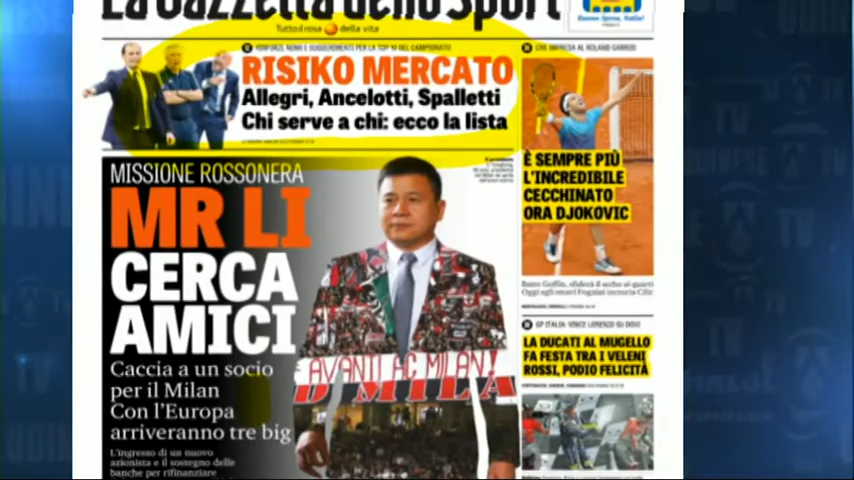 La Gazzetta dello Sport
Tutto il rosa della vita
RINFORZI, NOMI E SUGGERIMENTI PER LA TOP 10 DEL CAMPIONATO
RISIKO MERCATO
Allegri, Ancelotti, Spalletti
Chi serve a chi: ecco la lista
CHE IMPRESA AL ROLAND GARROS
È SEMPRE PIÙ
L'INCREDIBILE
CECCHINATO
ORA DJOKOVIC
MISSIONE ROSSONERA
MR LI
CERCA
AMICI
Caccia a un socio
per il Milan
Con l'Europa
arriveranno tre big
L'ingresso di un nuovo
azionista e il sostegno delle
banche per rifinanziare
AVANTI AC MILAN!
GP ITALIA: VINCE LORENZO SU DOVI
LA DUCATI AL MUGELLO
FA FESTA TRA I VELENI
ROSSI, PODIO FELICITÀ
UDINESE
TV